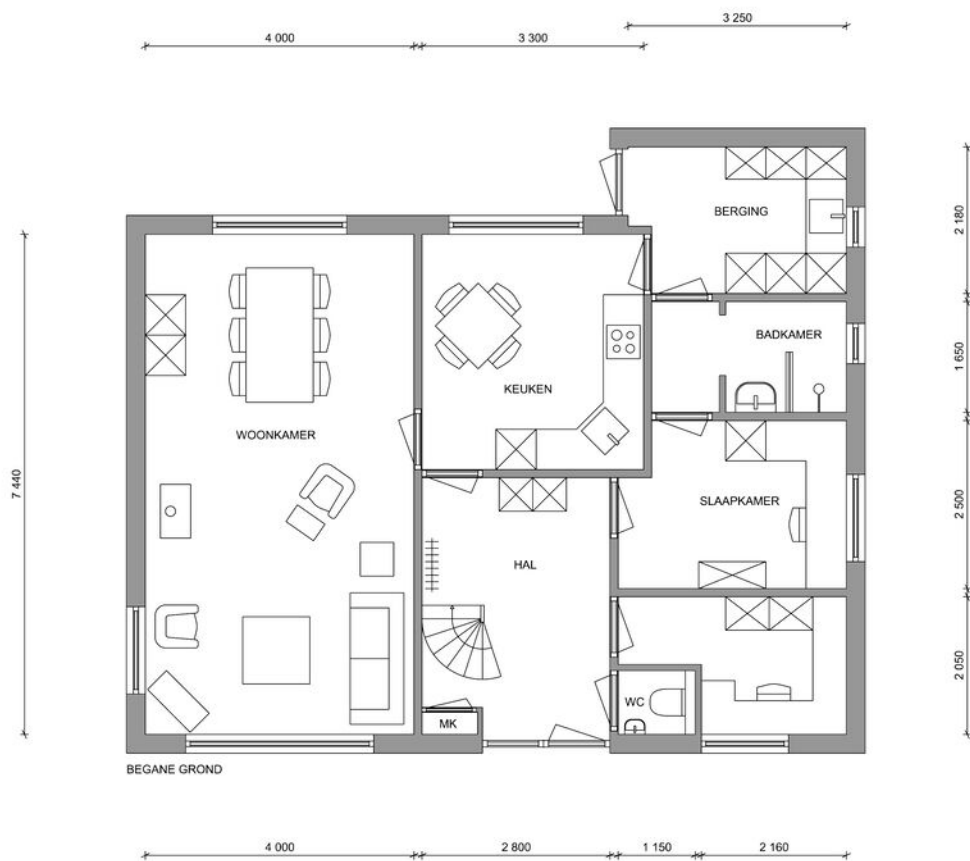 3 250
4 000
3 300
BERGING
2 180
BADKAMER
1 650
KEUKEN
WOONKAMER
7 440
SLAAPKAMER
2 500
HAL
2 050
WC
MK
BEGANE GROND
4 000
2 800
1 150
2 160